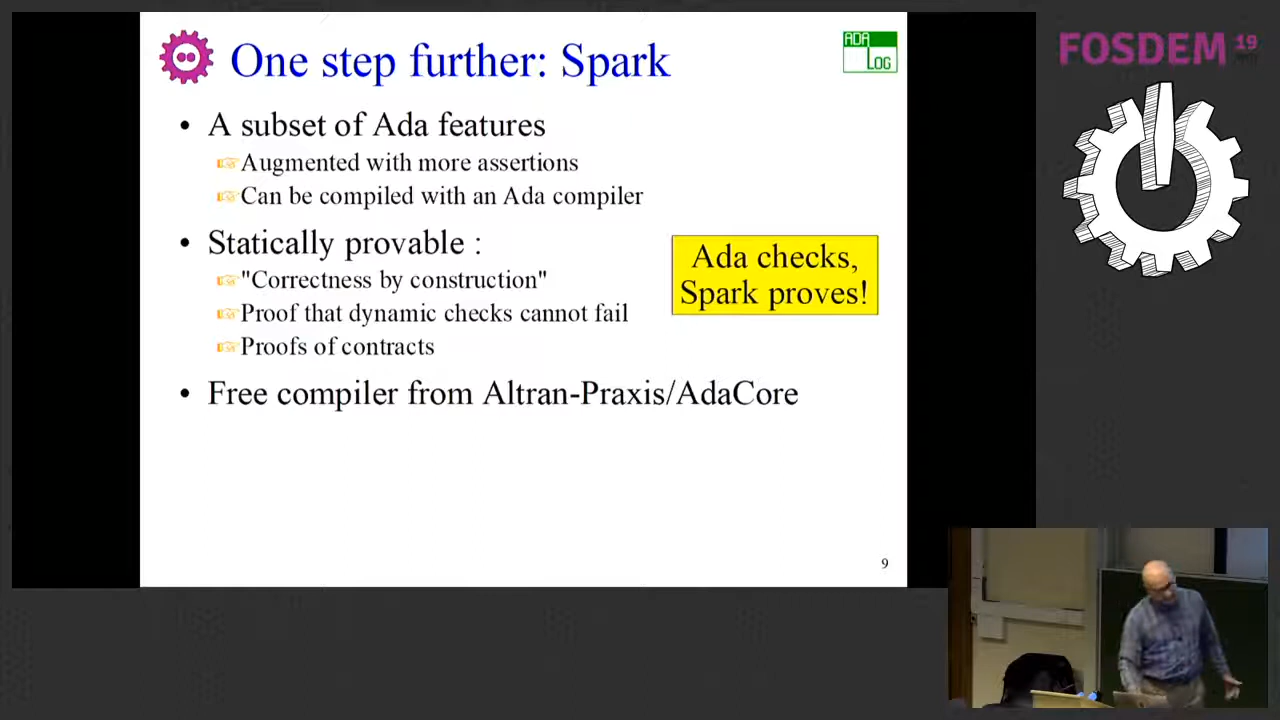 One step further: Spark
ADA
LOG
• A subset of Ada features
Augmented with more assertions
Can be compiled with an Ada compiler
• Statically provable :
"Correctness by construction"
Proof that dynamic checks cannot fail
Proofs of contracts
Ada checks,
Spark proves!
• Free compiler from Altran-Praxis/AdaCore
9
FOSDEM 19